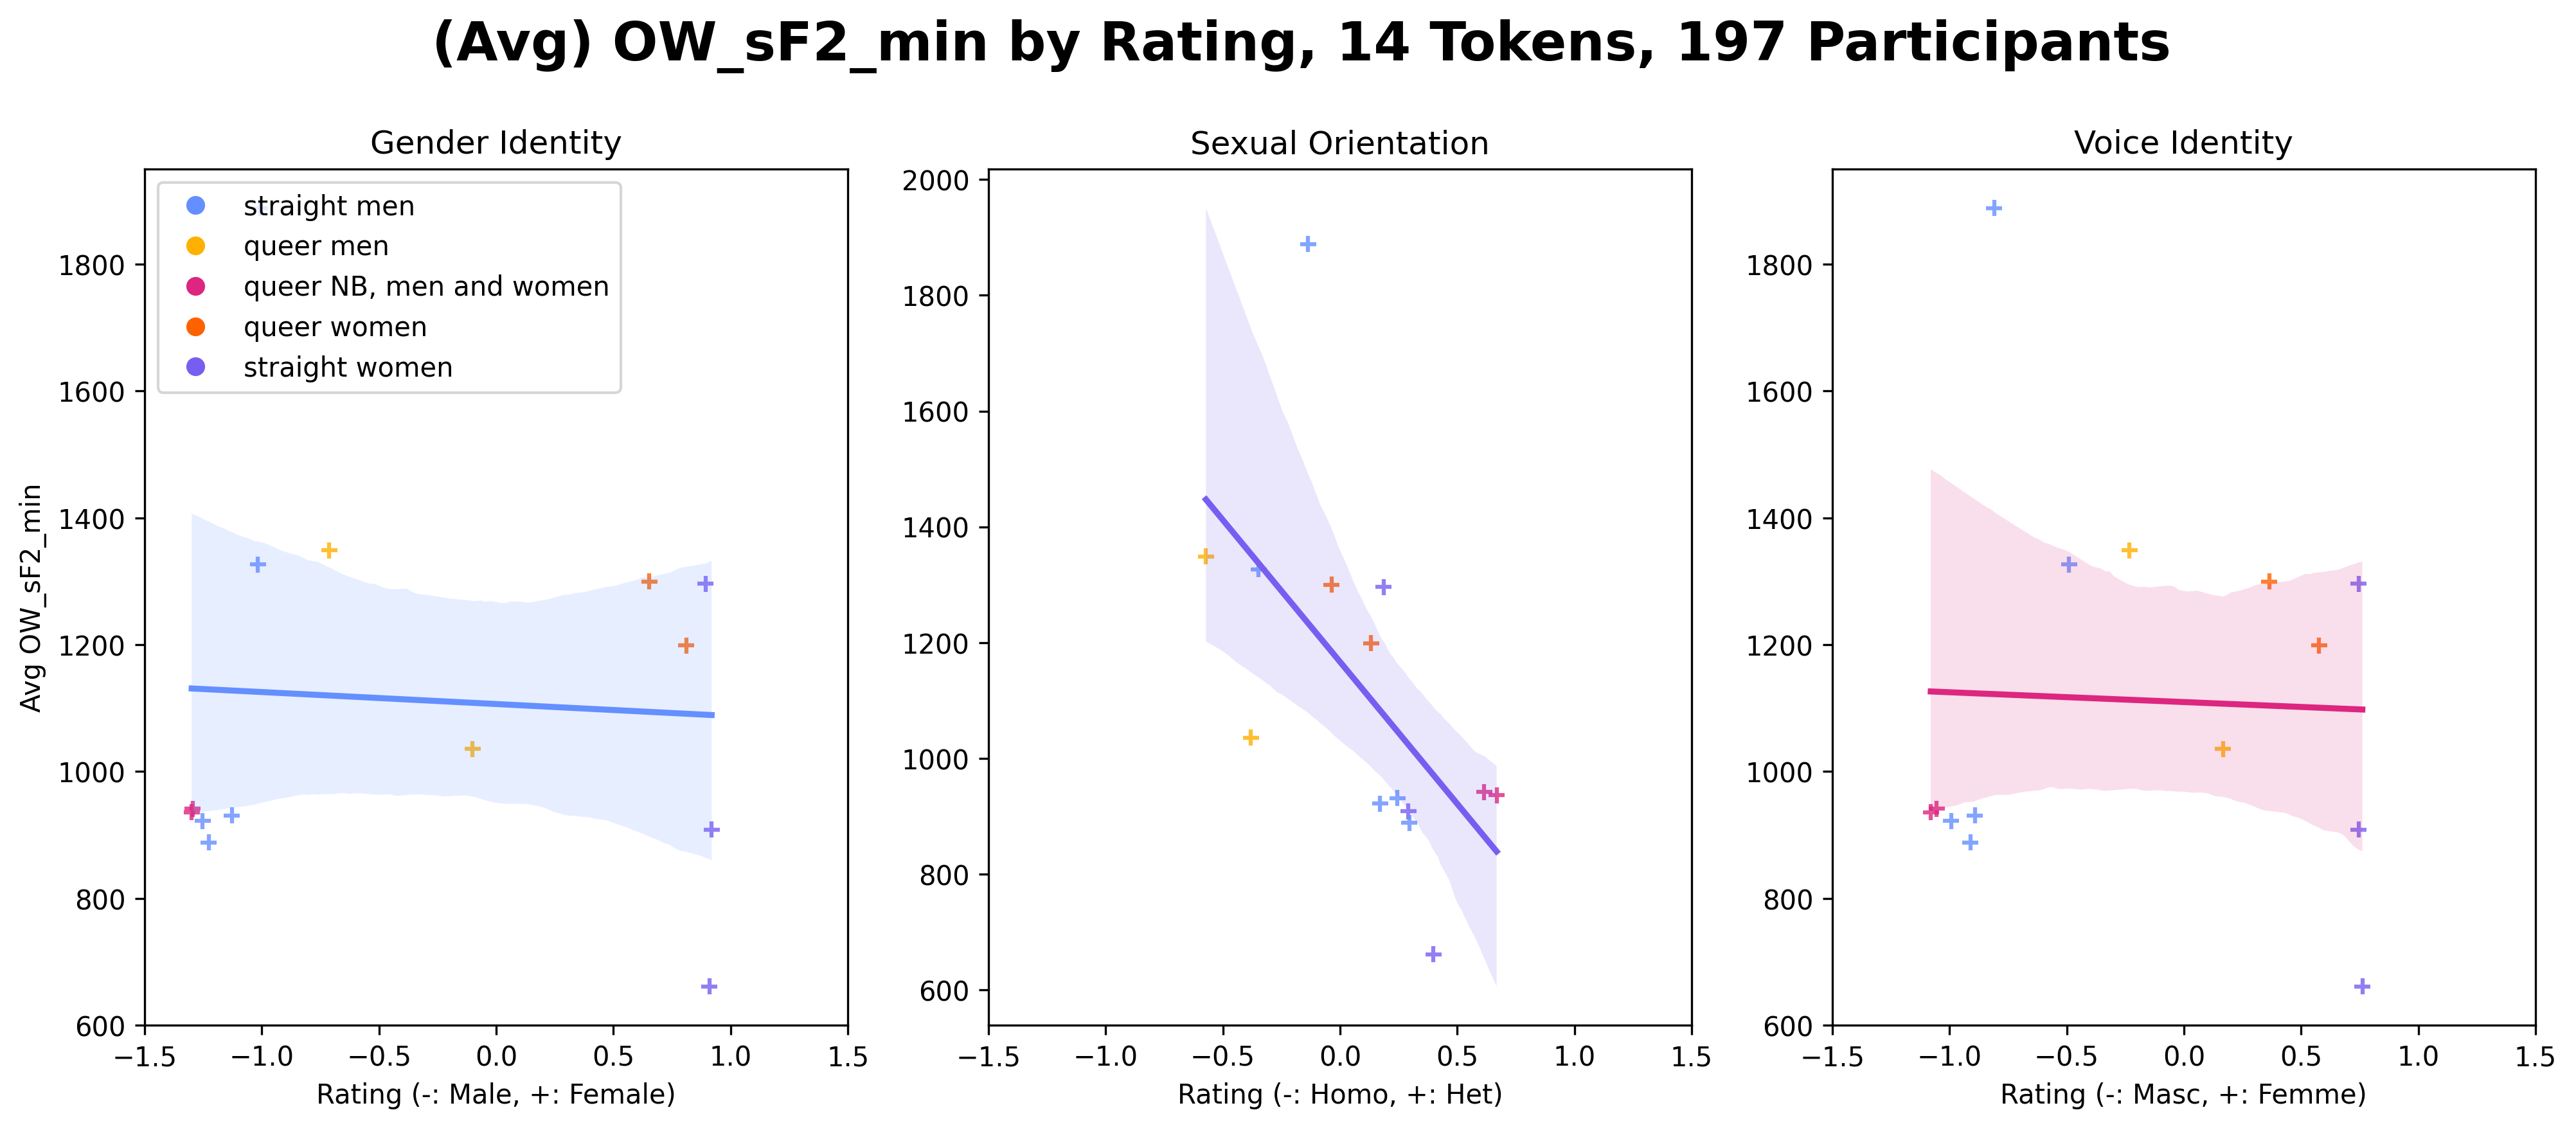 (Avg) OW_sF2_min by Rating, 14 Tokens, 197 Participants
Gender Identity
straight men
queer men
queer NB, men and women
queer women
straight women
Avg OW_sF2_min
1800
1600
1400
1200
1000
800
600
−1.5 −1.0 −0.5 0.0 0.5 1.0 1.5
Rating (-: Male, +: Female)
Sexual Orientation
2000
1800
1600
1400
1200
1000
800
600
−1.5 −1.0 −0.5 0.0 0.5 1.0 1.5
Rating (-: Homo, +: Het)
Voice Identity
1800
1600
1400
1200
1000
800
600
−1.5 −1.0 −0.5 0.0 0.5 1.0 1.5
Rating (-: Masc, +: Femme)